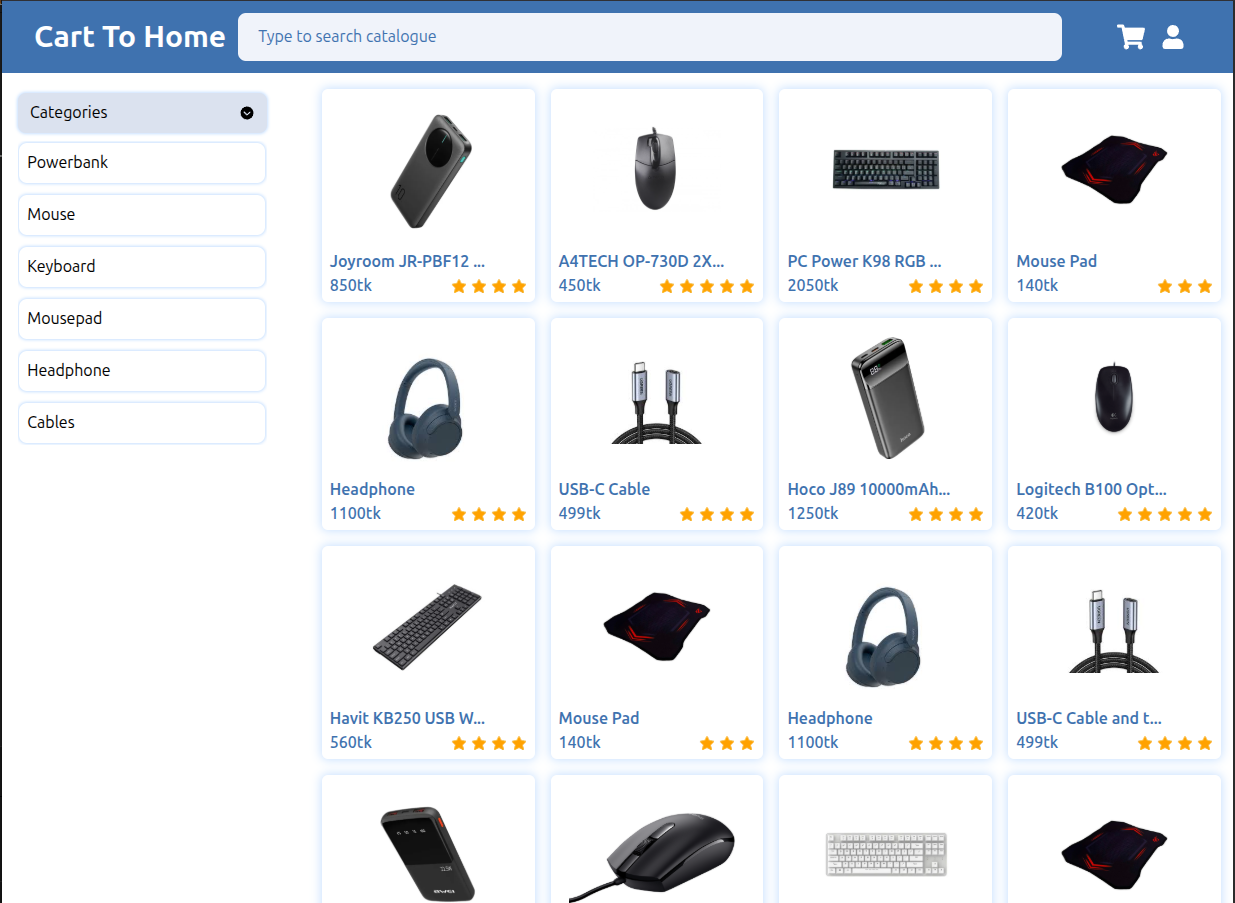 Cart To Home
Type to search catalogue
Categories
Powerbank
Mouse
Keyboard
Mousepad
Headphone
Cables
Joyroom JR-PBF12 ...
850tk
A4TECH OP-730D 2X...
450tk
PC Power K98 RGB ...
2050tk
Mouse Pad
140tk
Headphone
1100tk
USB-C Cable
499tk
Hoco J89 10000mAh...
1250tk
Logitech B100 Opt...
420tk
Havit KB250 USB W...
560tk
Mouse Pad
140tk
Headphone
1100tk
USB-C Cable and t...
499tk